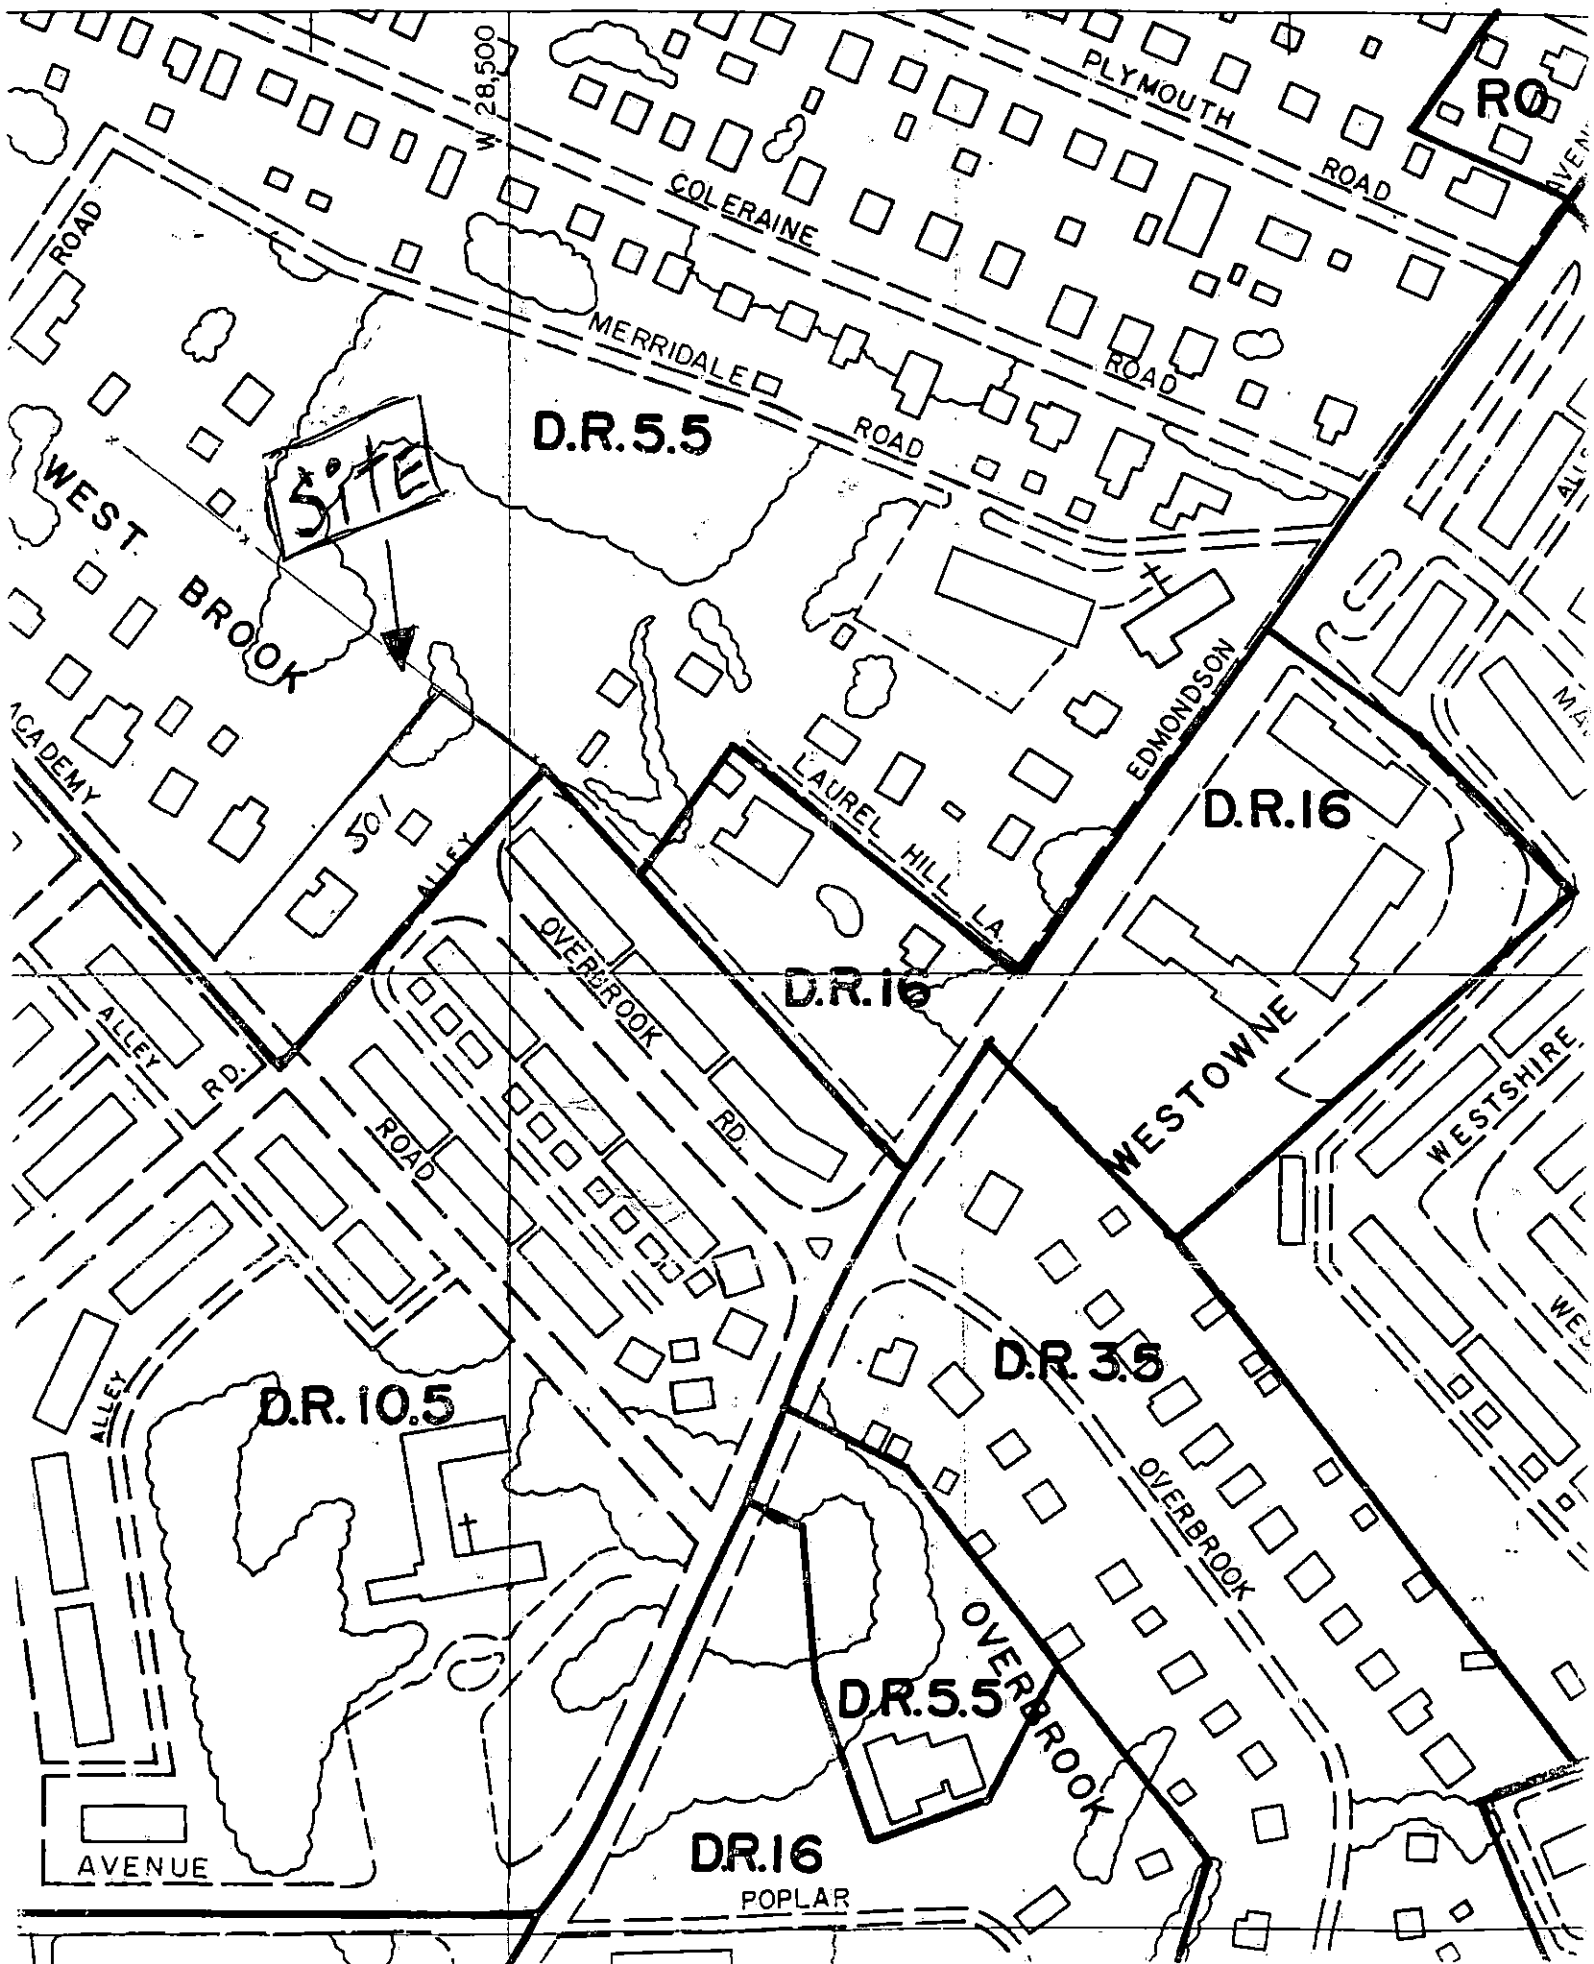 W 28,500
PLYMOUTH
ROAD
RO
COLERAINE
ROAD
ROAD
MERRIDALE
ROAD
D.R. 5.5
SITE
WEST BROOK
EDMONDSON
D.R. 16
ACADEMY
RD.
501
ALLEY
LAUREL HILL LA.
OVERBROOK
RD.
D.R. 16
WESTOWNE
WESTSHIRE
ALLEY
ROAD
D.R. 3.5
D.R. 10.5
ALLEY
OVERBROOK
OVERBROOK
D.R. 5.5
D.R. 16
AVENUE
POPLAR